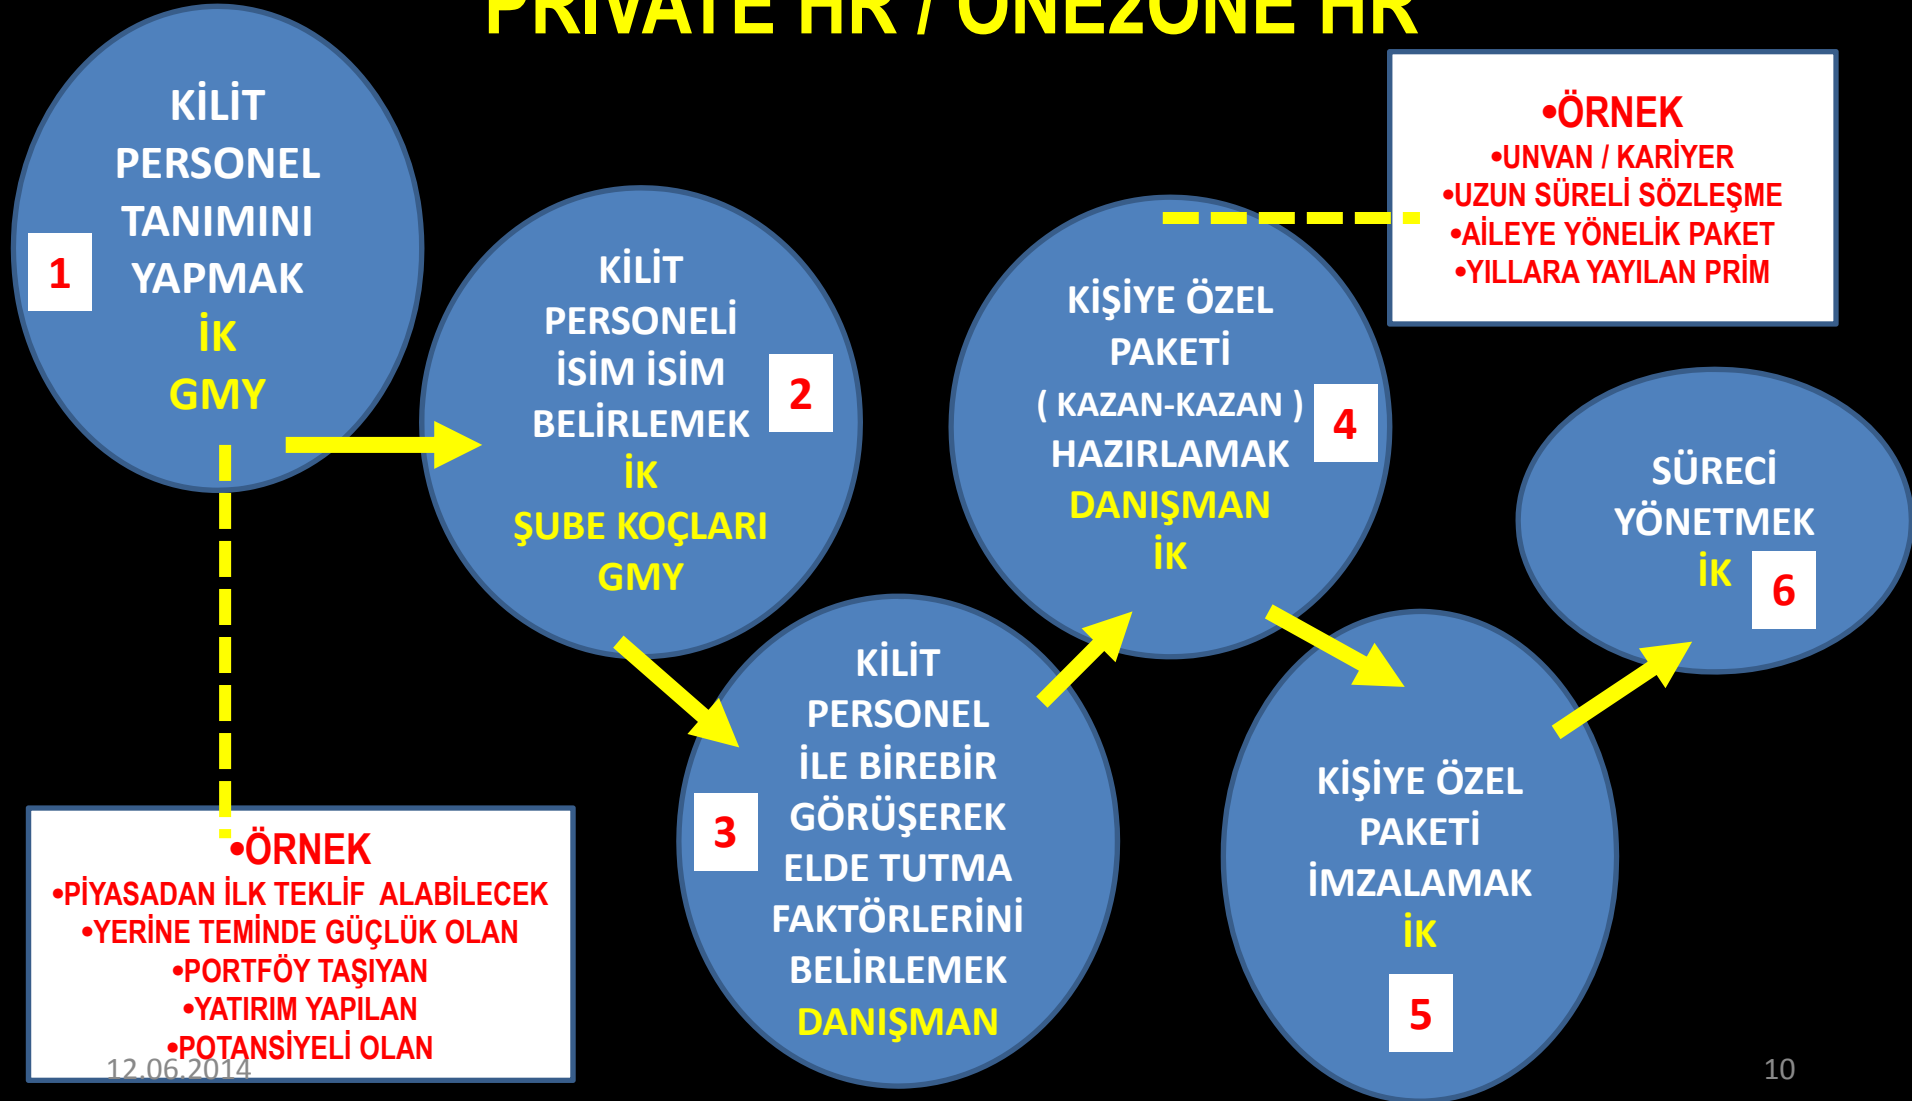 PRIVATE HR / ONE2ONE HR
KİLİT
PERSONEL
TANIMINI
YAPMAK
İK
GMY
1
KİLİT
PERSONELİ
İSİM İSİM
BELİRLEMEK
İK
ŞUBE KOÇLARI
GMY
2
KİLİT
PERSONEL
İLE BİREBİR
GÖRÜŞEREK
ELDE TUTMA
FAKTÖRLERİNİ
BELİRLEMEK
DANIŞMAN
3
KİŞİYE ÖZEL
PAKETİ
( KAZAN-KAZAN )
HAZIRLAMAK
DANIŞMAN
İK
4
KİŞİYE ÖZEL
PAKETİ
İMZALAMAK
İK
5
SÜRECİ
YÖNETMEK
İK
6
•ÖRNEK
•UNVAN / KARİYER
•UZUN SÜRELİ SÖZLEŞME
•AİLEYE YÖNELİK PAKET
•YILLARA YAYILAN PRİM
•ÖRNEK
•PİYASADAN İLK TEKLİF  ALABİLECEK
•YERİNE TEMİNDE GÜÇLÜK OLAN
•PORTFÖY TAŞIYAN
•YATIRIM YAPILAN
•POTANSİYELİ OLAN
12.06.2014
10